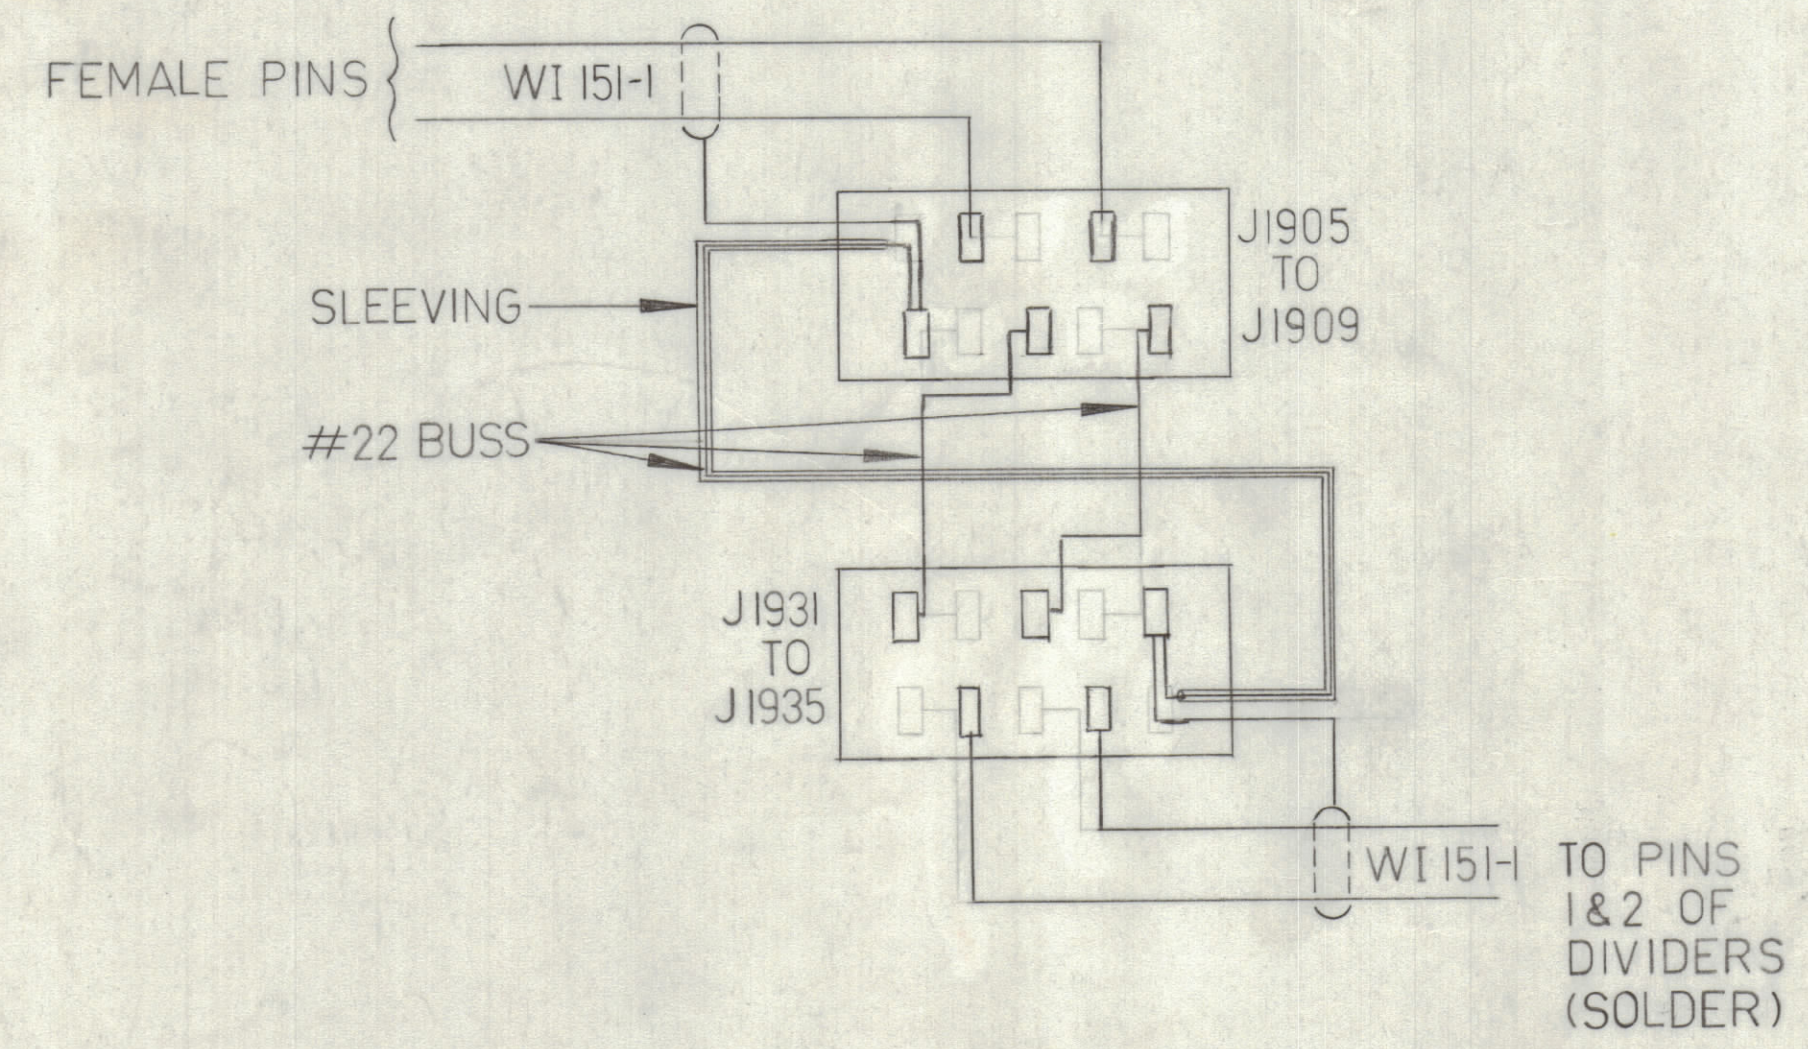 FEMALE PINS
WI 151-1
J1905
TO
J1909
SLEEVING
#22 BUSS
J1931
TO
J1935
WI 151-1
TO PINS
1&2 OF
DIVIDERS
(SOLDER)